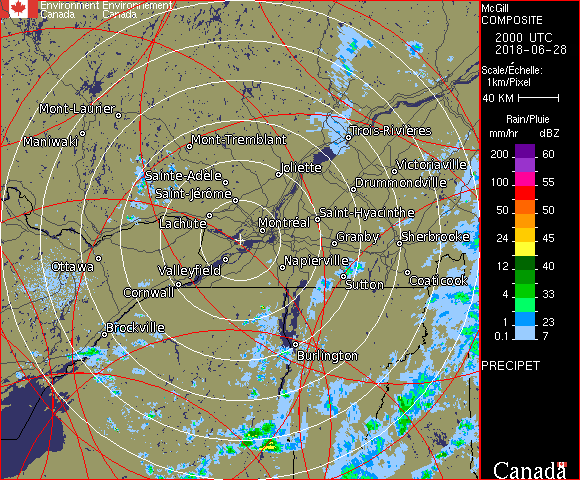 Environment Environnement
Canada Canada
McGill
COMPOSITE
2000 UTC
2018-06-28
Scale/Échelle:
1km/Pixel
40 KM
Rain/Pluie
mm/hr dBZ
200 60
150 57
100 55
50 50
24 45
12 40
4 33
1 23
0.1 7
PRECIPET
Canada
Mont-Laurier
Maniwaki
Mont-Tremblant
Trois-Rivières
Victoriaville
Joliette
Sainte-Adèle
Drummondville
Saint-Jérôme
Saint-Hyacinthe
Lachute
Montréal
Granby
Sherbrooke
Ottawa
Valleyfield
Napierville
Coaticook
Sutton
Cornwall
Brockville
Burlington